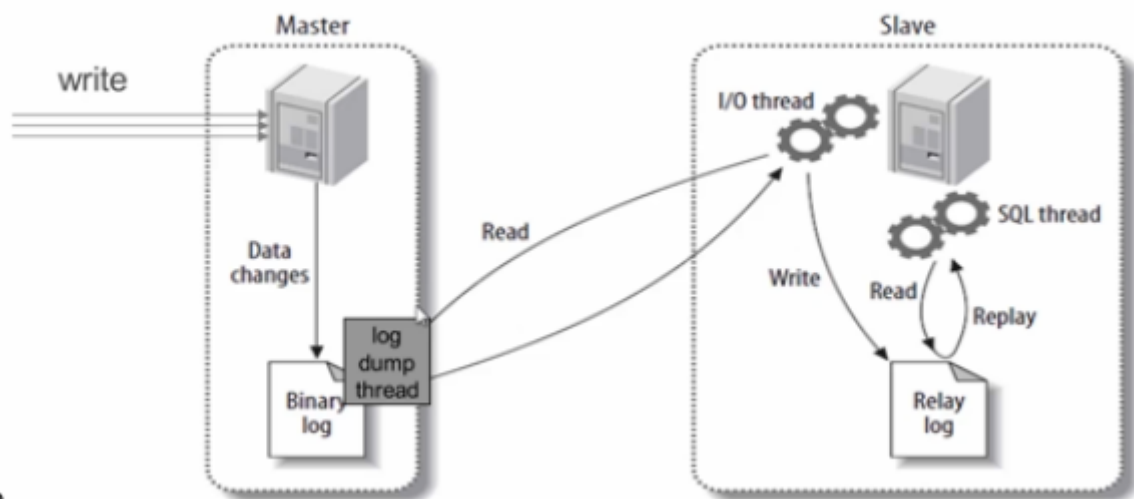 Master
Slave
write
I/O thread
SQL thread
Read
Data
changes
Write
Read
Replay
log
dump
thread
Binary
log
Relay
log